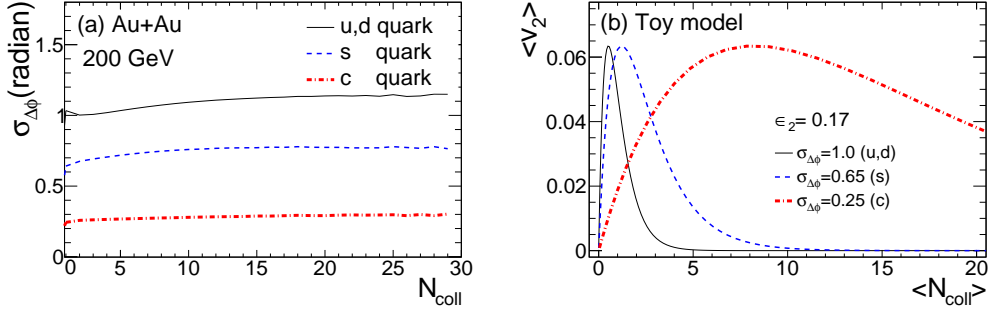 (a) Au+Au
200 GeV
u,d quark
s quark
c quark
σΔϕ(radian)
1.5
1
0.5
0
0 5 10 15 20 25 30
Ncoll
(b) Toy model
<v2>
0.06
0.04
0.02
0
ϵ2= 0.17
σΔϕ=1.0 (u,d)
σΔϕ=0.65 (s)
σΔϕ=0.25 (c)
0 5 10 15 20
<Ncoll>